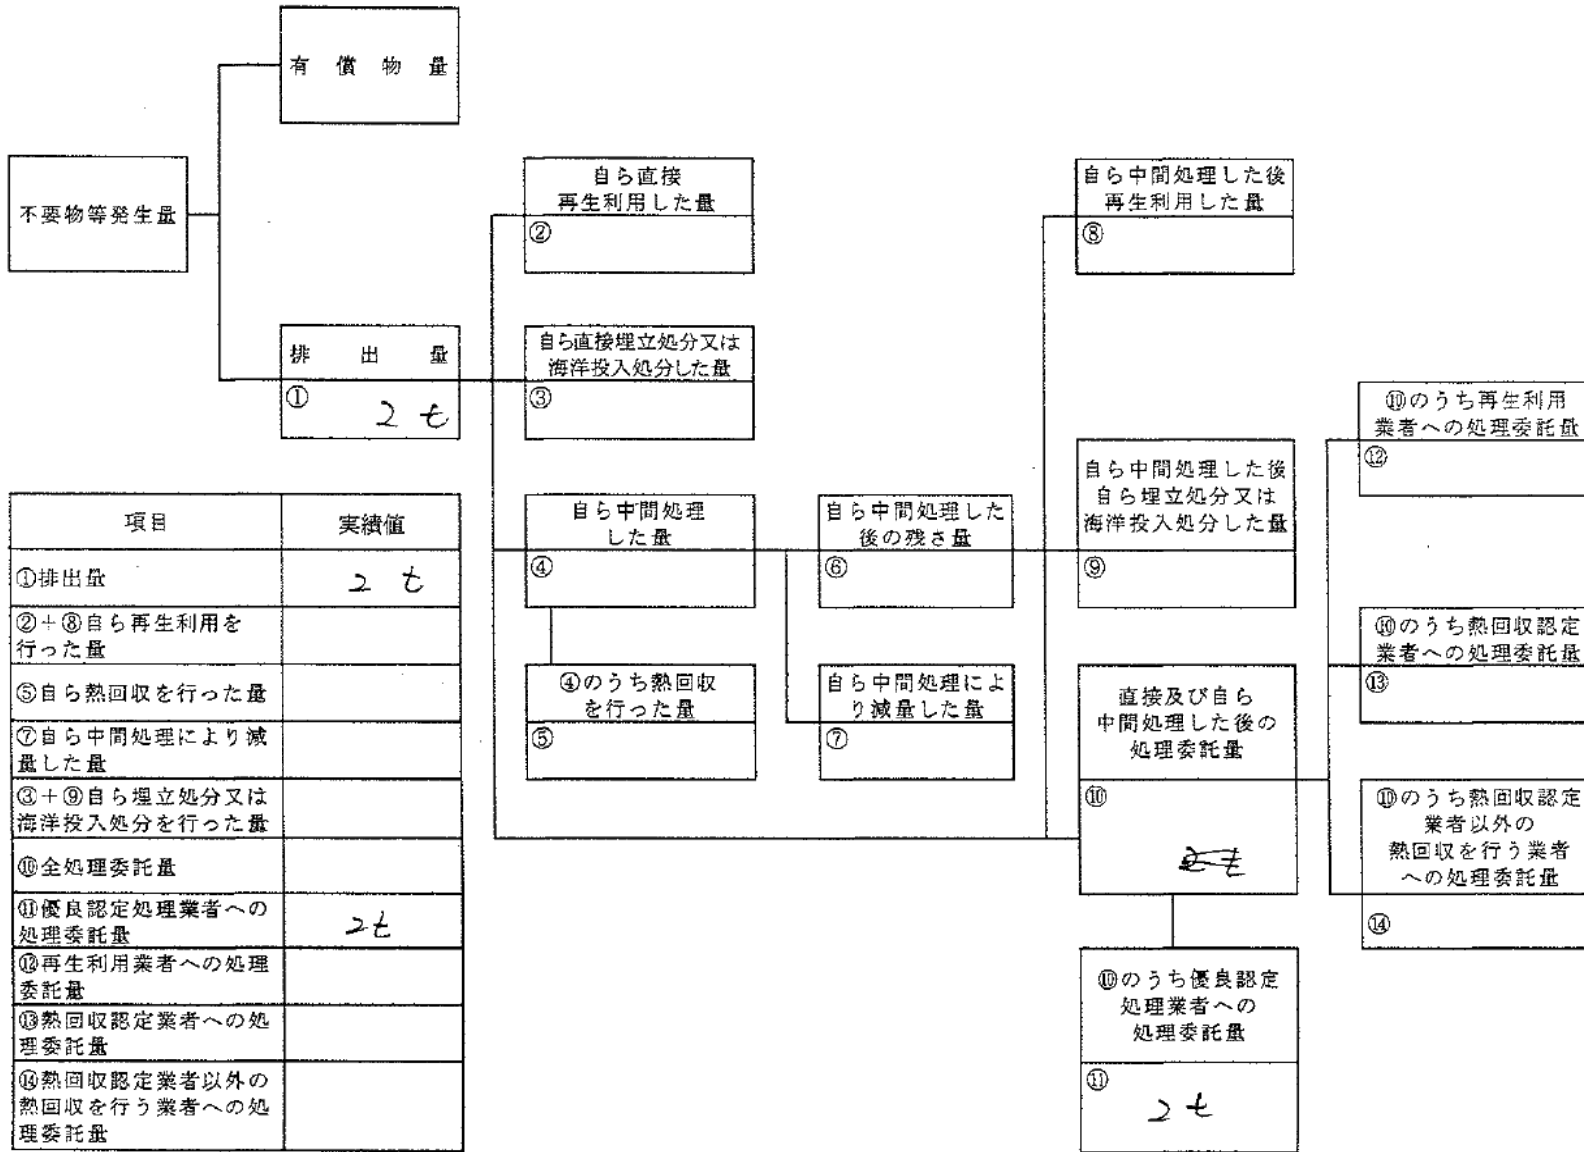 有償物量
不要物等発生量
排出量
①
2 t
自ら直接
再生利用した量
②
自ら直接埋立処分又は
海洋投入処分した量
③
自ら中間処理
した量
④
④のうち熱回収
を行った量
⑤
自ら中間処理した
後の残さ量
⑥
自ら中間処理によ
り減量した量
⑦
自ら中間処理した後
再生利用した量
⑧
自ら中間処理した後
自ら埋立処分又は
海洋投入処分した量
⑨
直接及び自ら
中間処理した後の
処理委託量
⑩
2t
⑩のうち優良認定
処理業者への
処理委託量
⑪
2t
⑩のうち再生利用
業者への処理委託量
⑫
⑩のうち熱回収認定
業者への処理委託量
⑬
⑩のうち熱回収認定
業者以外の
熱回収を行う業者
への処理委託量
⑭
項目 実績値
①排出量 2 t
②+⑧自ら再生利用を
行った量
⑤自ら熱回収を行った量
⑦自ら中間処理により減
量した量
③+⑨自ら埋立処分又は
海洋投入処分を行った量
⑩全処理委託量
⑪優良認定処理業者への
処理委託量 2t
⑫再生利用業者への処理
委託量
⑬熱回収認定業者への処
理委託量
⑭熱回収認定業者以外の
熱回収を行う業者への処
理委託量